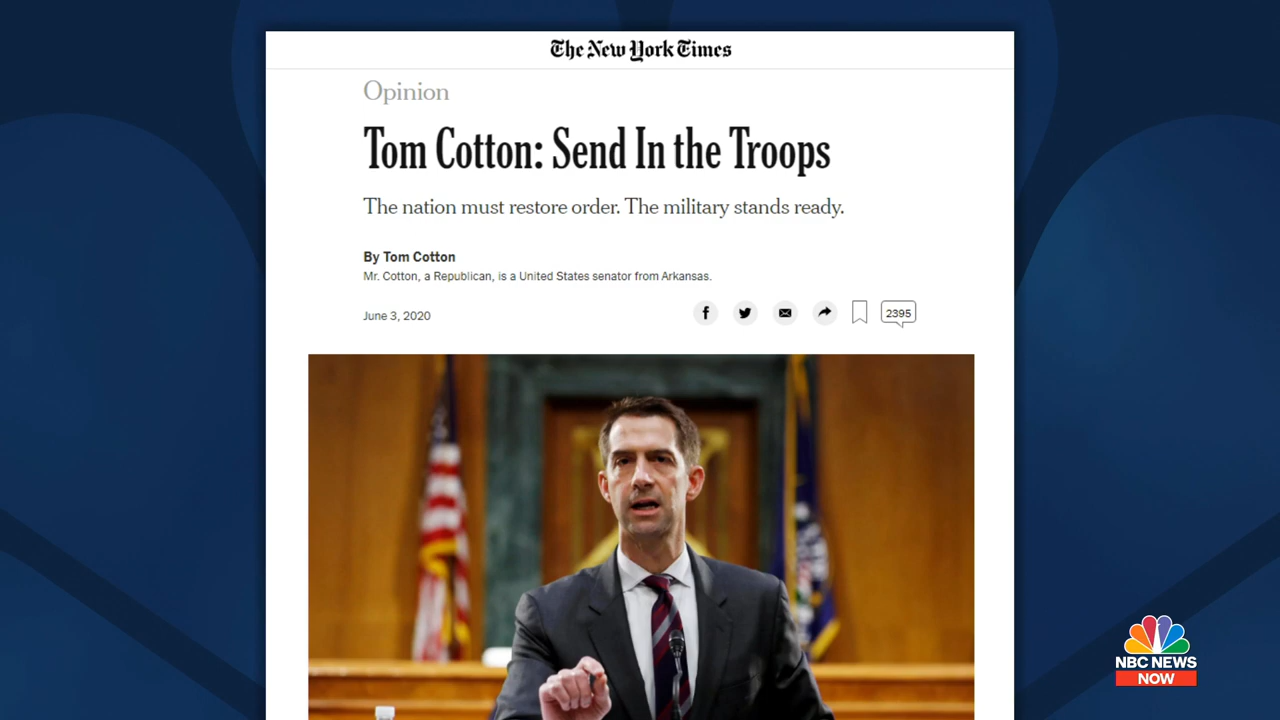 The New York Times
Opinion
Tom Cotton: Send In the Troops
The nation must restore order. The military stands ready.
By Tom Cotton
Mr. Cotton, a Republican, is a United States senator from Arkansas.
June 3, 2020
2395
NBC NEWS
NOW